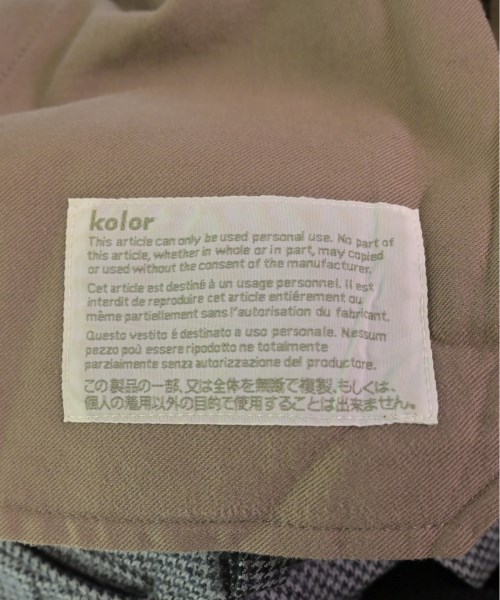 kolor
This article can only be used personal use. No part of
this article, whether in whole or in part, may copied
or used without the consent of the manufacturer.
Cet article est destiné à un usage personnel. Il est
interdit de reproduire cet article entiérement ou
même partiellement sans l'autorisation du fabricant.
Questo vestito é destinato a uso personale. Nessum
pezzo può essere ripodotto ne totalmente
parzialmente senza autorizzazione del productore.
この製品の一部、又は全体を無断で複製、もしくは、
個人の着用以外の目的で使用することは出来ません。